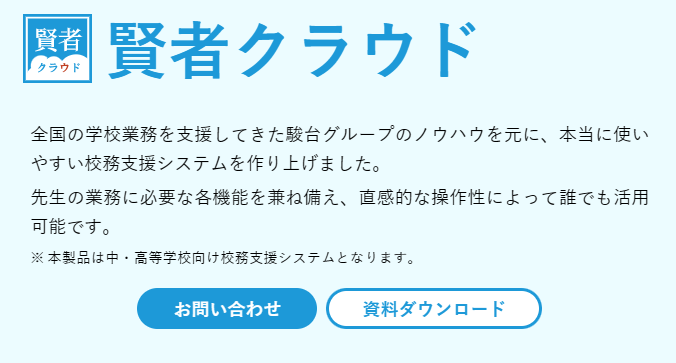 賢者
クラウド
賢者クラウド
全国の学校業務を支援してきた駿台グループのノウハウを元に、本当に使い
やすい校務支援システムを作り上げました。
先生の業務に必要な各機能を兼ね備え、直感的な操作性によって誰でも活用
可能です。
※ 本製品は中・高等学校向け校務支援システムとなります。
お問い合わせ
資料ダウンロード